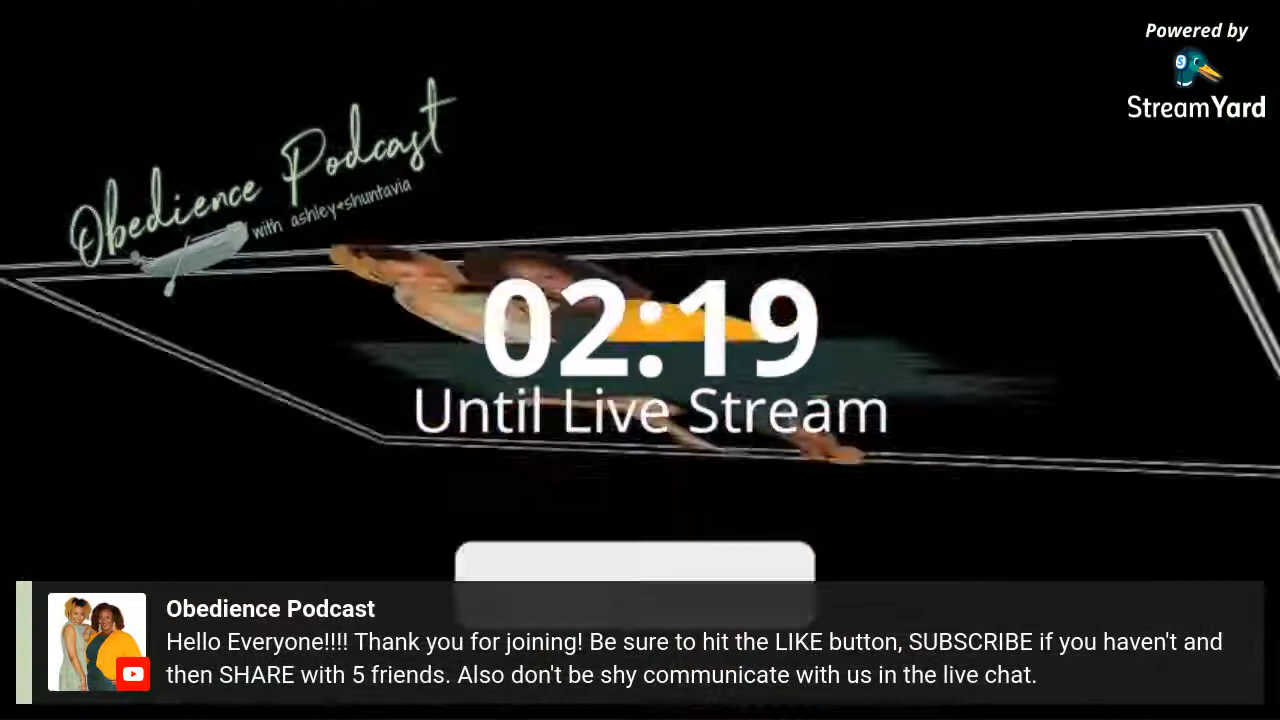 Powered by
StreamYard
Obedience Podcast
with ashley+shuntavia
02:19
Until Live Stream
Obedience Podcast
Hello Everyone!!!! Thank you for joining! Be sure to hit the LIKE button, SUBSCRIBE if you haven't and
then SHARE with 5 friends. Also don't be shy communicate with us in the live chat.